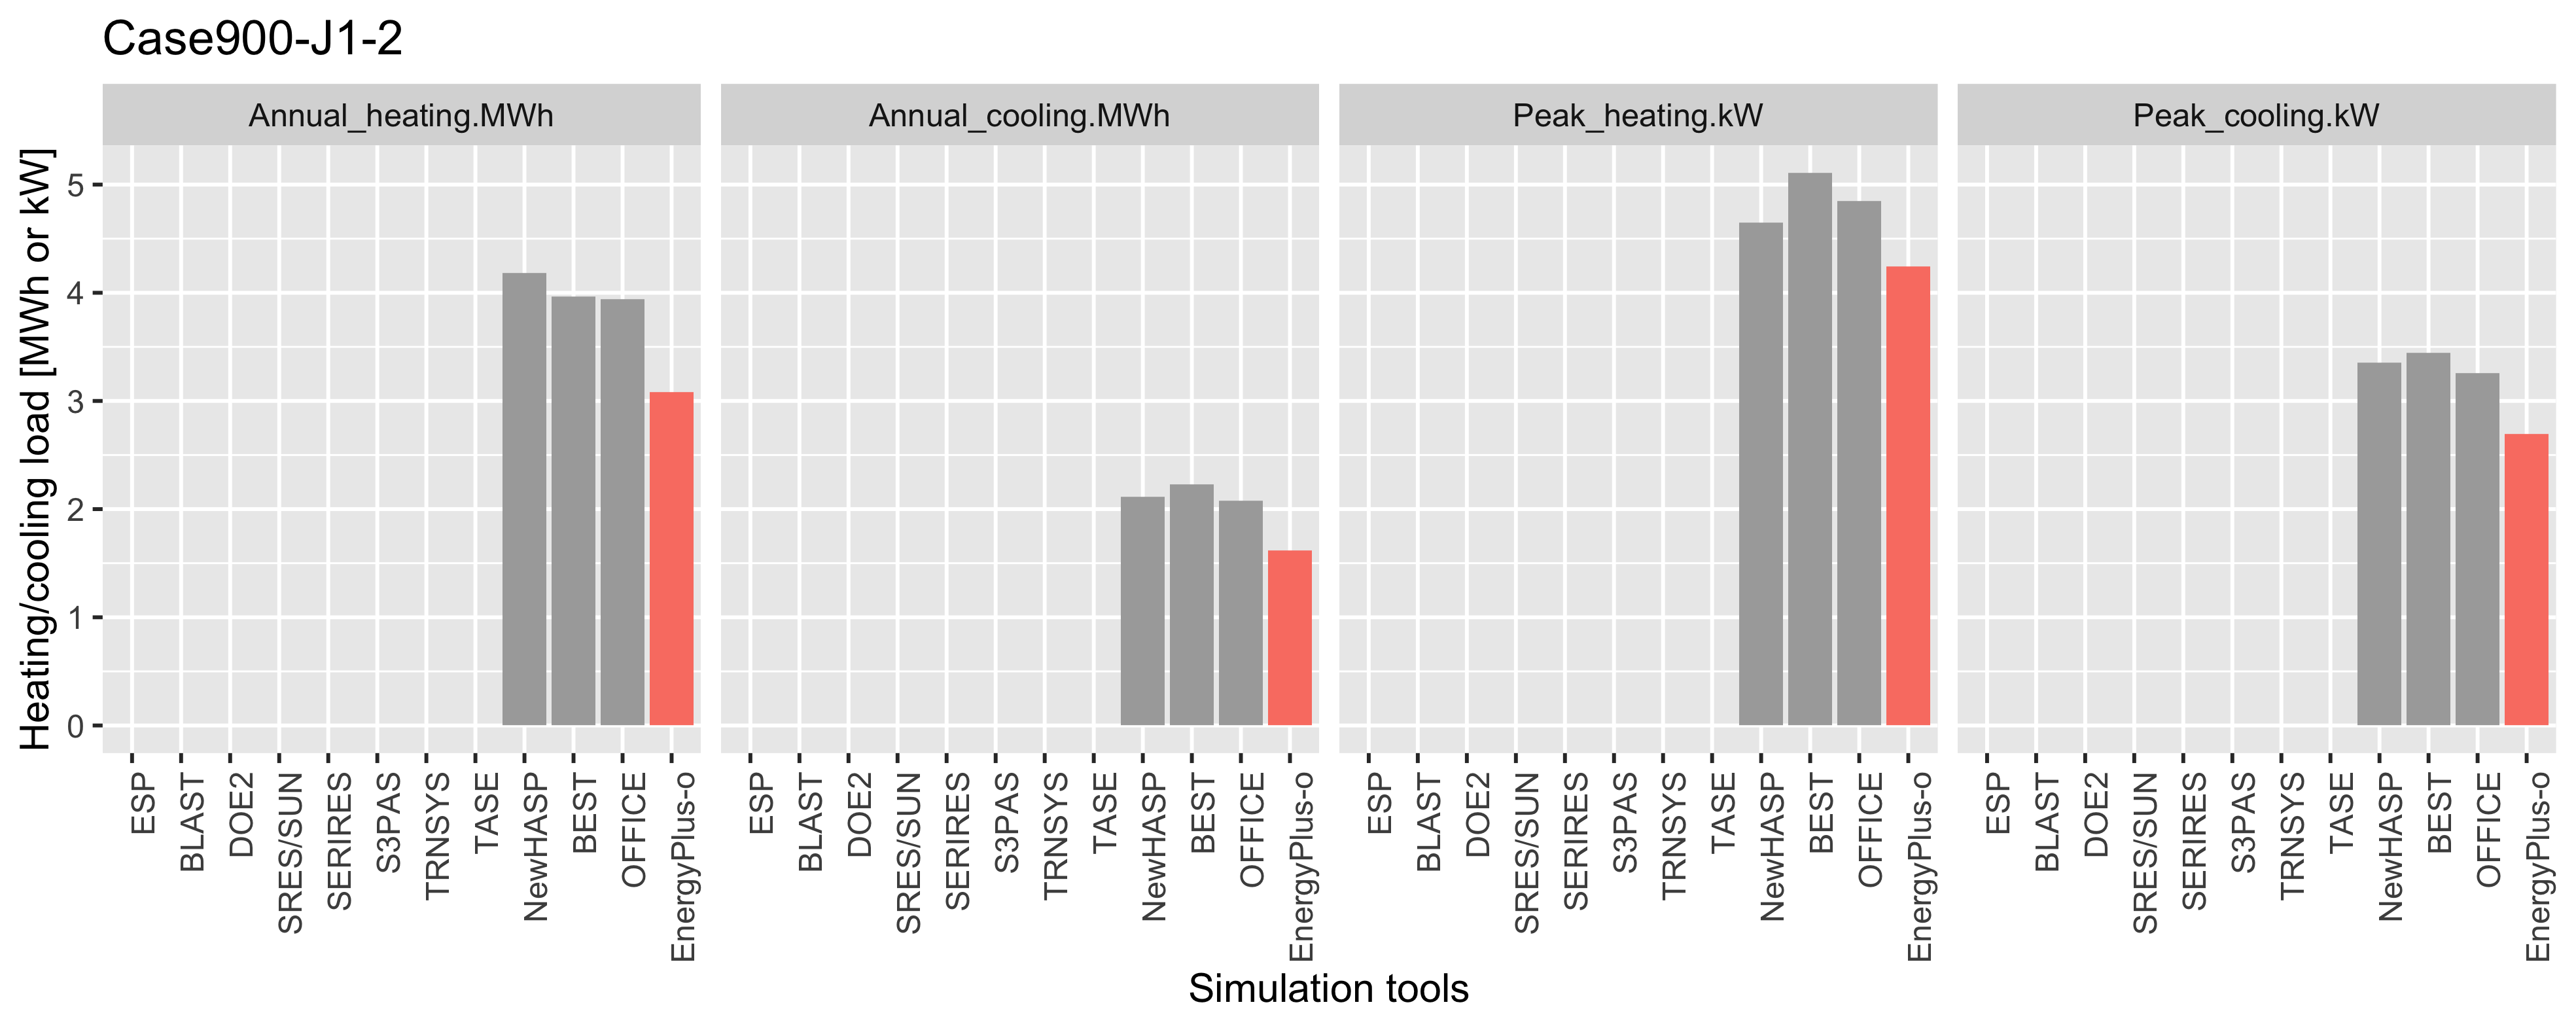 Case900-J1-2
Annual_heating.MWh
Annual_cooling.MWh
Peak_heating.kW
Peak_cooling.kW
Heating/cooling load [MWh or kW]
5
4
3
2
1
0
ESP
BLAST
DOE2
SRES/SUN
SERIRES
S3PAS
TRNSYS
TASE
NewHASP
BEST
OFFICE
EnergyPlus-o
ESP
BLAST
DOE2
SRES/SUN
SERIRES
S3PAS
TRNSYS
TASE
NewHASP
BEST
OFFICE
EnergyPlus-o
ESP
BLAST
DOE2
SRES/SUN
SERIRES
S3PAS
TRNSYS
TASE
NewHASP
BEST
OFFICE
EnergyPlus-o
ESP
BLAST
DOE2
SRES/SUN
SERIRES
S3PAS
TRNSYS
TASE
NewHASP
BEST
OFFICE
EnergyPlus-o
Simulation tools